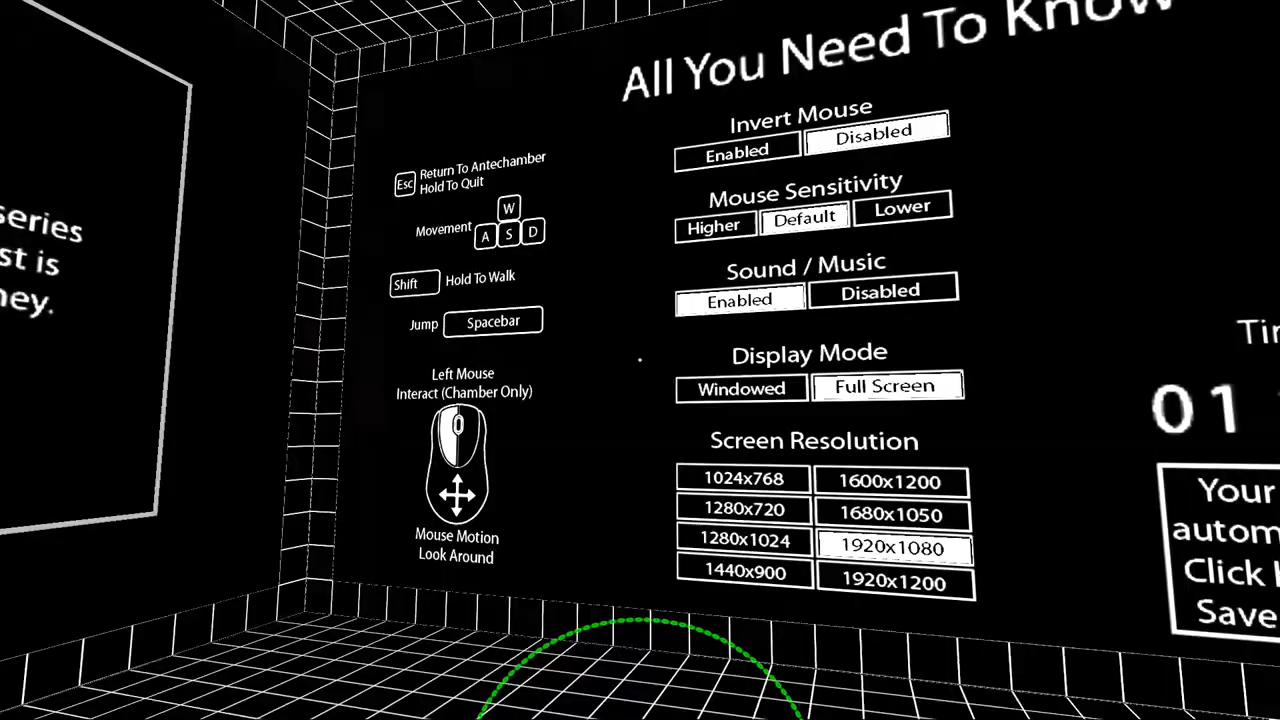 series
st is
ney.
All You Need To Know
Esc
Return To Antechamber
Hold To Quit
Movement
W
A S D
Shift
Hold To Walk
Jump
Spacebar
Left Mouse
Interact (Chamber Only)
Mouse Motion
Look Around
Invert Mouse
Enabled Disabled
Mouse Sensitivity
Higher Default Lower
Sound / Music
Enabled Disabled
Display Mode
Windowed Full Screen
Screen Resolution
1024x768 1600x1200
1280x720 1680x1050
1280x1024 1920x1080
1440x900 1920x1200
01
Your
autom
Click
Save